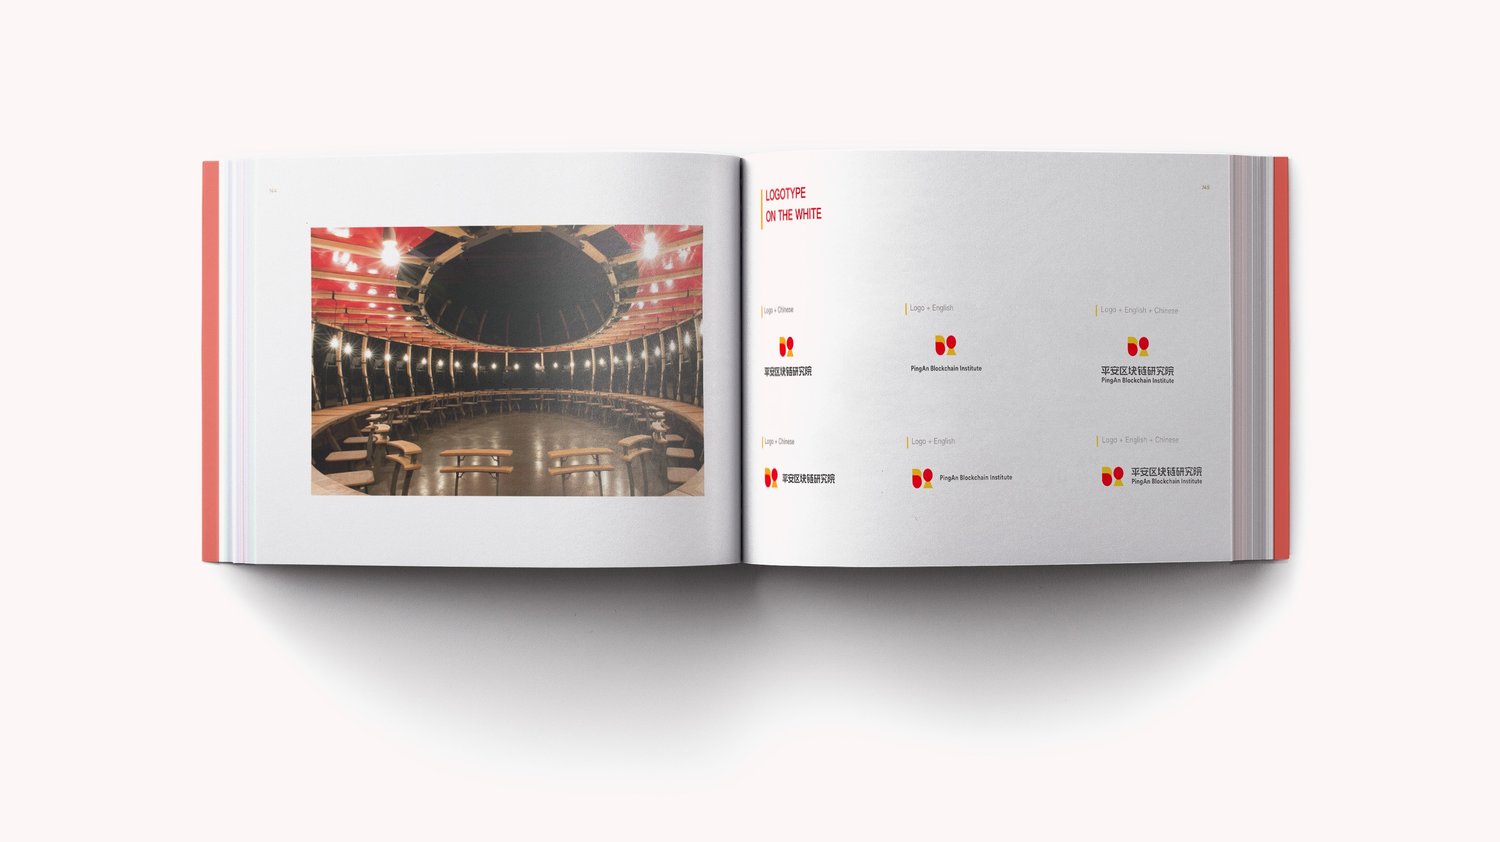 144
LOGOTYPE
ON THE WHITE
145
Logo + Chinese
平安区块链研究院
Logo + English
PingAn Blockchain Institute
Logo + English + Chinese
平安区块链研究院
PingAn Blockchain Institute
Logo + Chinese
平安区块链研究院
Logo + English
PingAn Blockchain Institute
Logo + English + Chinese
平安区块链研究院
PingAn Blockchain Institute